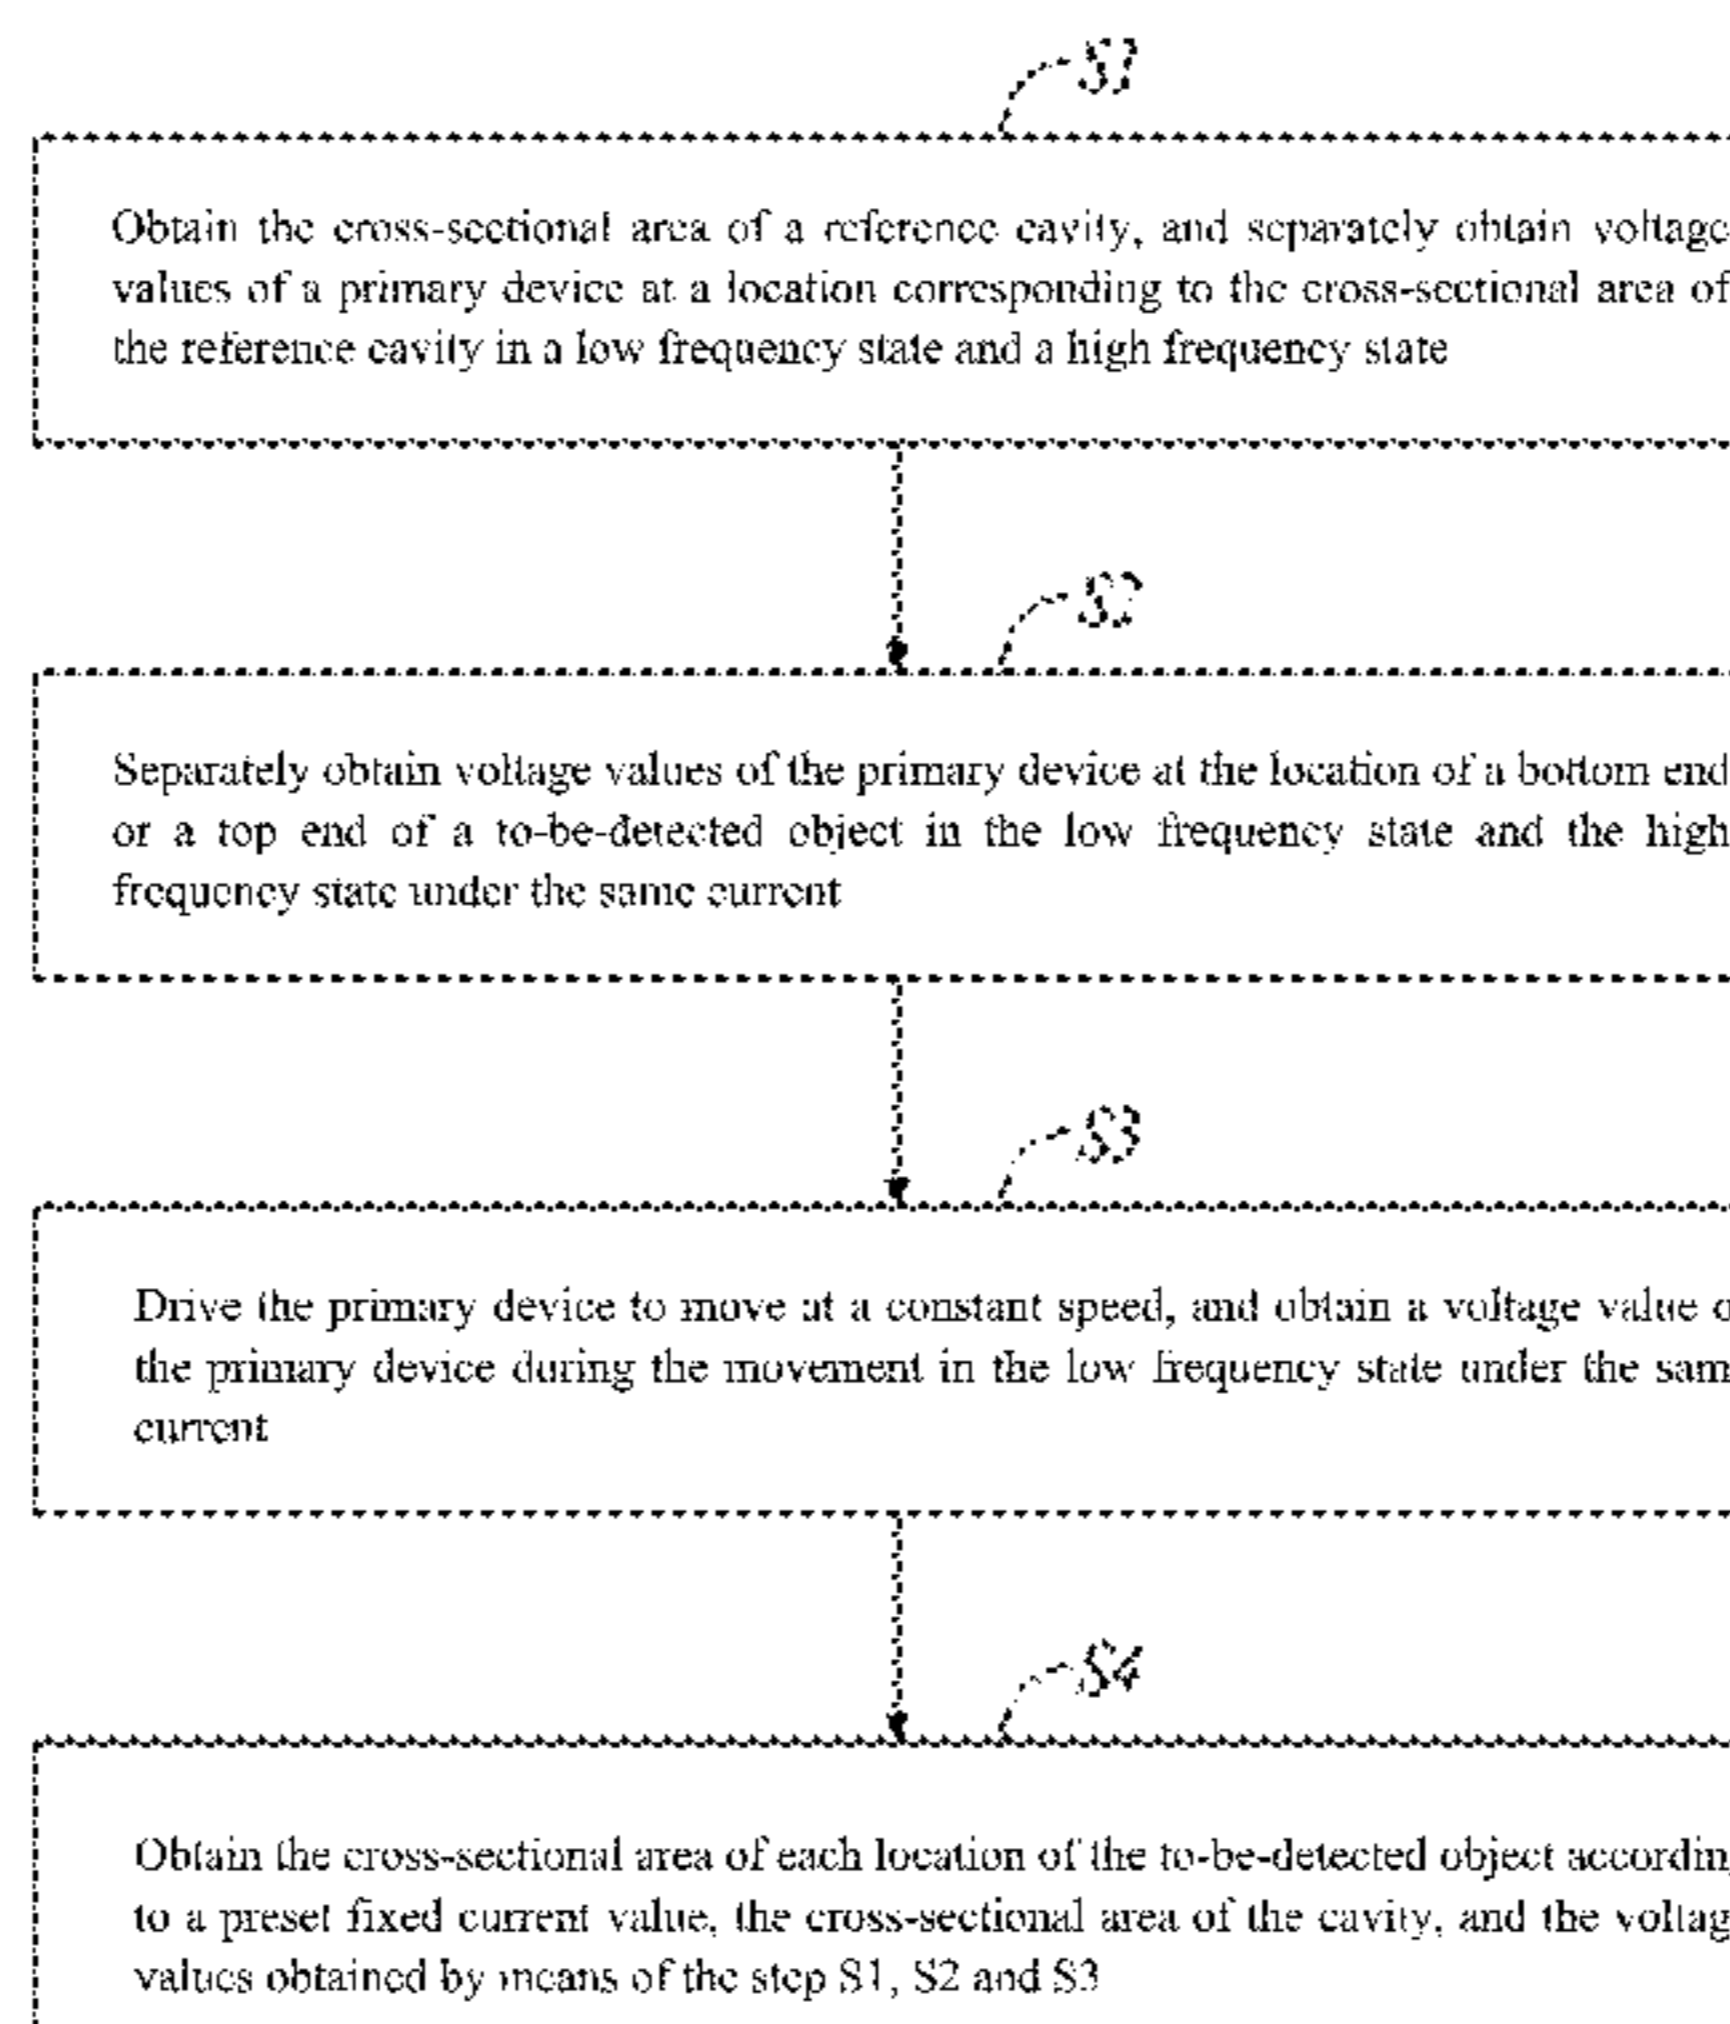 S1
Obtain the cross-sectional area of a reference cavity, and separately obtain voltage
values of a primary device at a location corresponding to the cross-sectional area of
the reference cavity in a low frequency state and a high frequency state
S2
Separately obtain voltage values of the primary device at the location of a bottom end
or a top end of a to-be-detected object in the low frequency state and the high
frequency state under the same current
S3
Drive the primary device to move at a constant speed, and obtain a voltage value
the primary device during the movement in the low frequency state under the sam
current
S4
Obtain the cross-sectional area of each location of the to-be-detected object accordin
to a preset fixed current value, the cross-sectional area of the cavity, and the voltag
values obtained by means of the step S1, S2 and S3